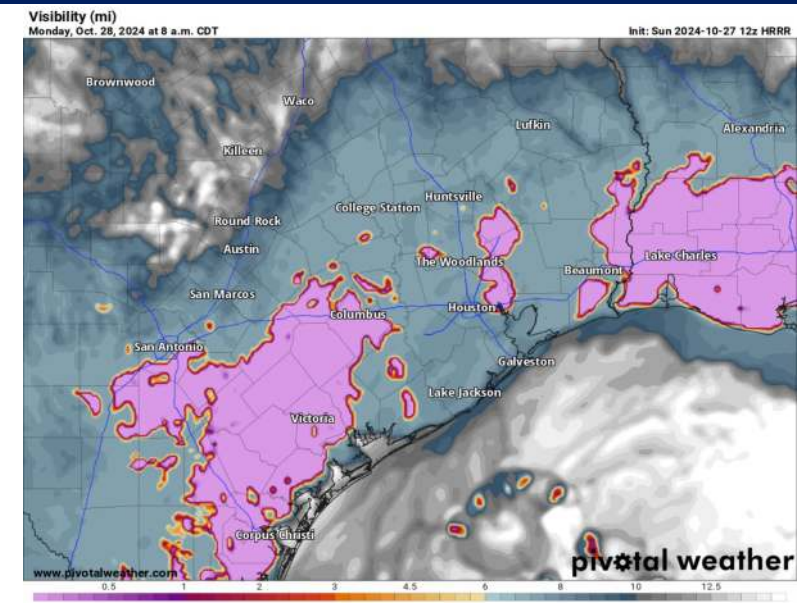 Visibility (mi)
Monday, Oct. 28, 2024 at 8 a.m. CDT
Init: Sun 2024-10-27 12z HRRR
Brownwood
Waco
Lufkin
Alexandria
Killeen
Huntsville
College Station
Round Rock
Austin
The Woodlands
Lake Charles
Beaumont
San Marcos
Columbus
Houston
San Antonio
Galveston
Lake Jackson
Victoria
Corpus Christi
pivotal weather
www.pivotalweather.com
0.5 1 2 3 4.5 6 8 10 12.5